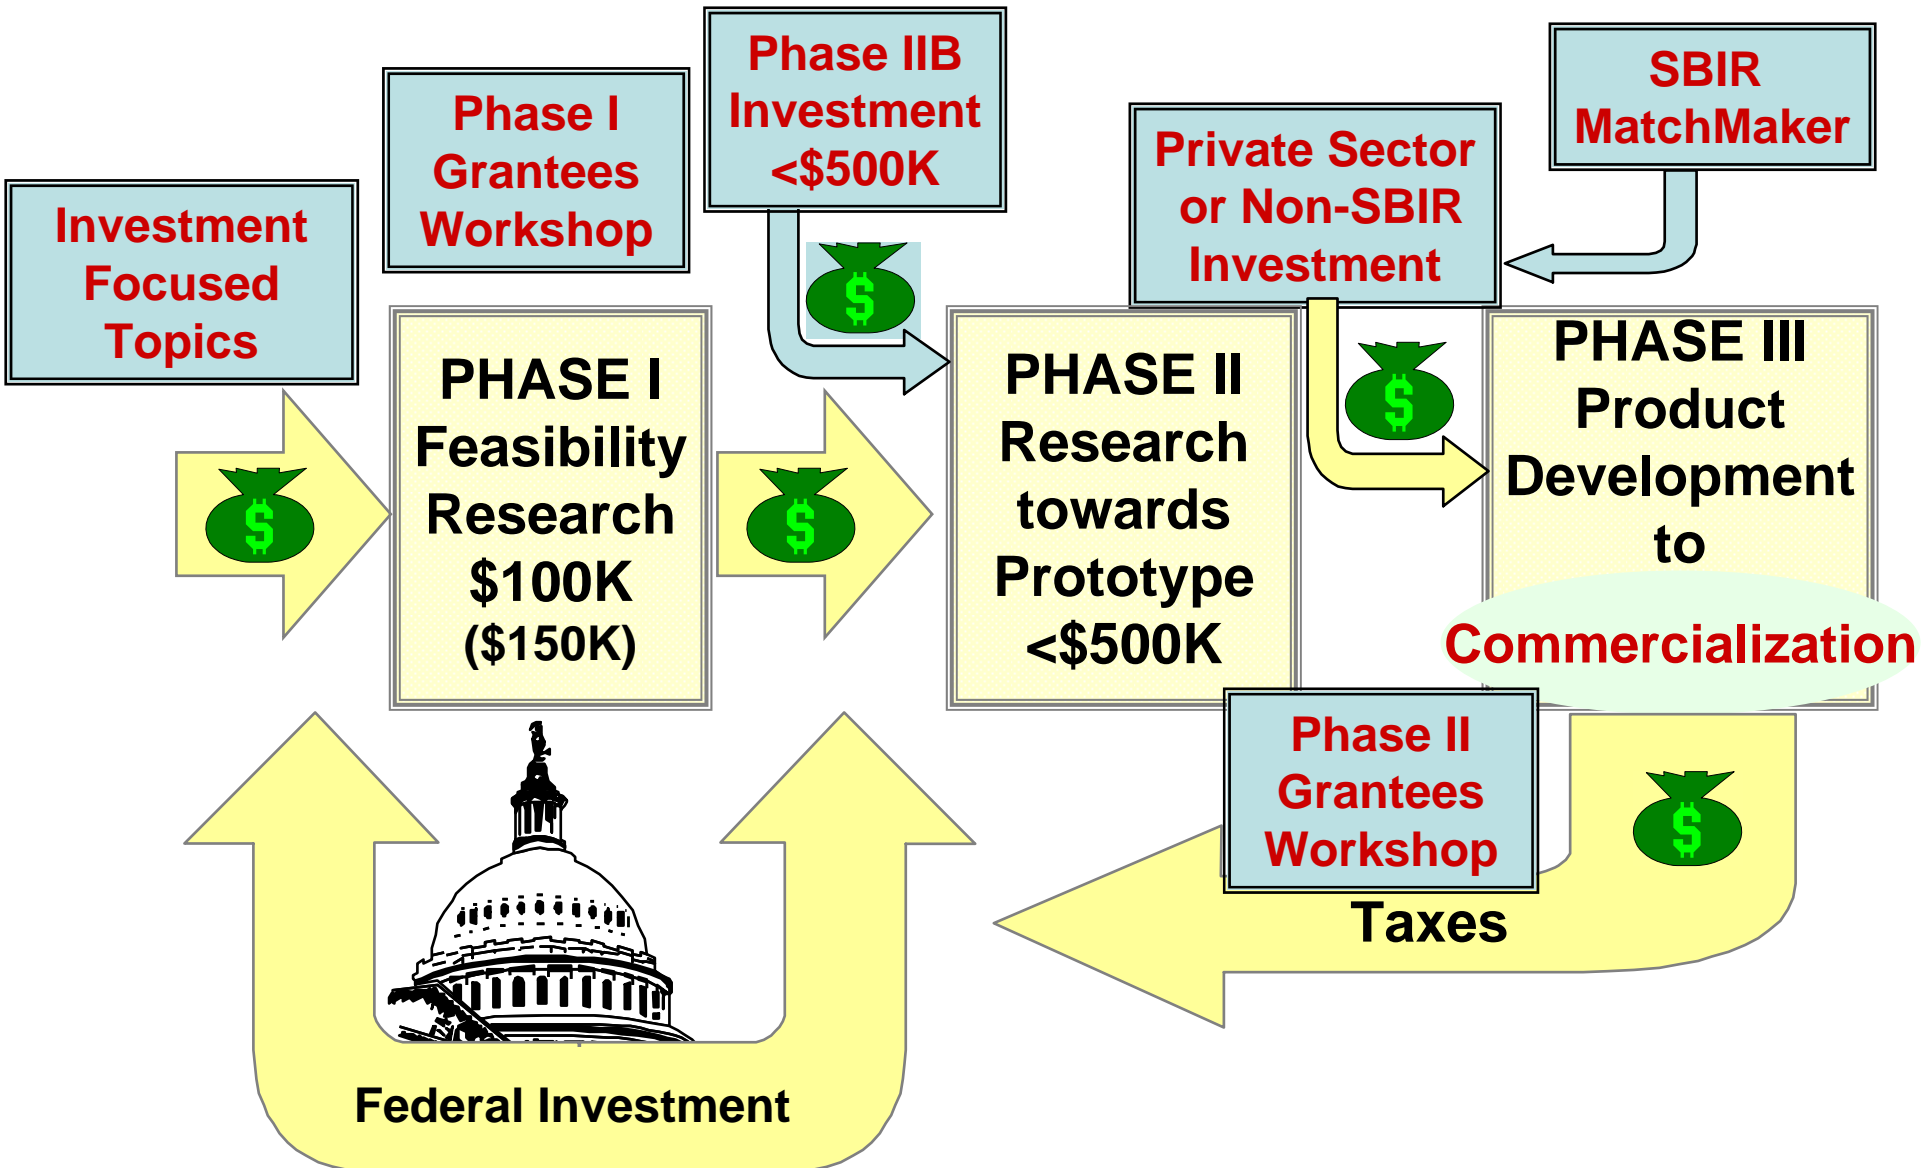 Investment
Focused
Topics
Phase I
Grantees
Workshop
Phase IIB
Investment
<$500K
Private Sector
or Non-SBIR
Investment
SBIR
MatchMaker
$
$
$
$
PHASE I
Feasibility
Research
$100K
($150K)
PHASE II
Research
towards
Prototype
<$500K
PHASE III
Product
Development
to
Commercialization
Phase II
Grantees
Workshop
$
Taxes
Federal Investment